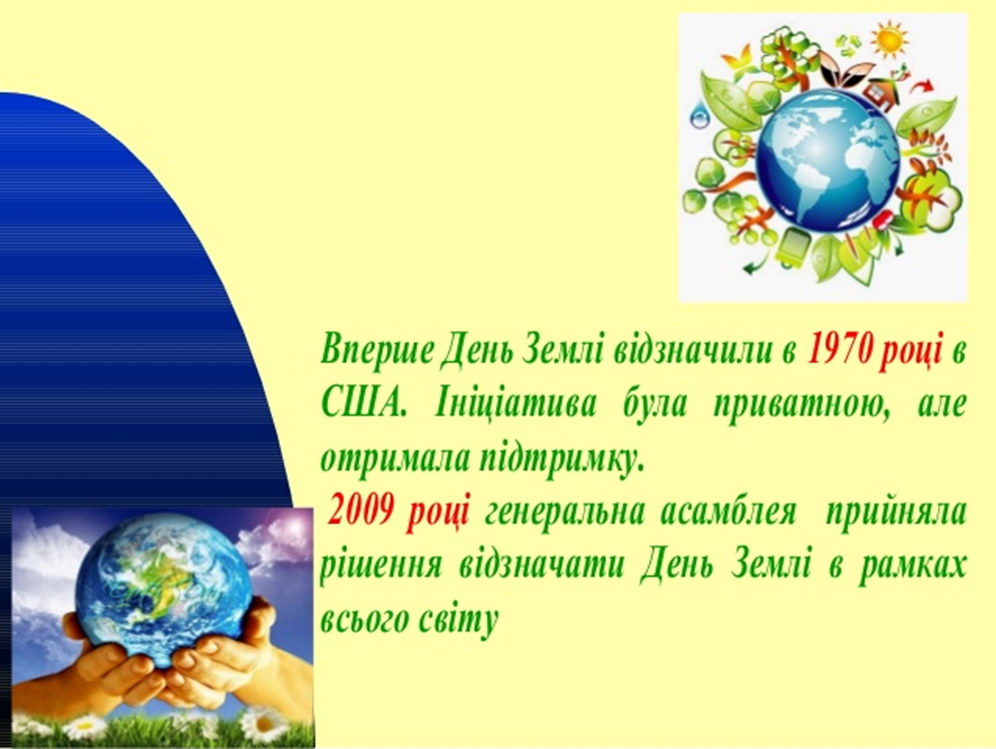 Вперше День Землі відзначили в 1970 році в
США. Ініціатива була приватною, але
отримала підтримку.
2009 році генеральна асамблея прийняла
рішення відзначати День Землі в рамках
всього світу